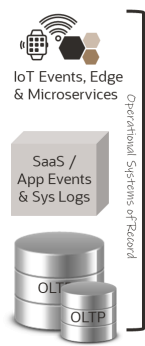 IoT Events, Edge
& Microservices
Operational Systems of Record
SaaS /
App Events
& Sys Logs
OLTP
OLTP